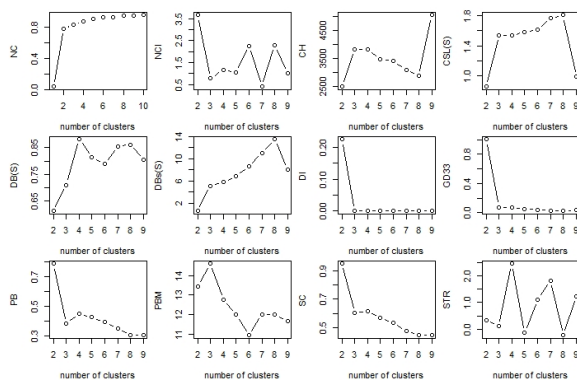 NC
0.0 0.4 0.8
2 4 6 8 10
number of clusters
NCI
0.5 1.5 2.5 3.5
2 3 4 5 6 7 8 9
number of clusters
CH
2500 3500 4500
2 3 4 5 6 7 8 9
number of clusters
CSL(S)
1.0 1.4 1.8
2 3 4 5 6 7 8 9
number of clusters
DB(S)
0.65 0.75 0.85
2 3 4 5 6 7 8 9
number of clusters
DBs(S)
2 6 10 14
2 3 4 5 6 7 8 9
number of clusters
DI
0.00 0.10 0.20
2 3 4 5 6 7 8 9
number of clusters
GD33
0.0 0.4 0.8
2 3 4 5 6 7 8 9
number of clusters
PB
0.3 0.5 0.7
2 3 4 5 6 7 8 9
number of clusters
PBM
11 12 13 14
2 3 4 5 6 7 8 9
number of clusters
SC
0.5 0.7 0.9
2 3 4 5 6 7 8 9
number of clusters
STR
0.0 1.0 2.0
2 3 4 5 6 7 8 9
number of clusters